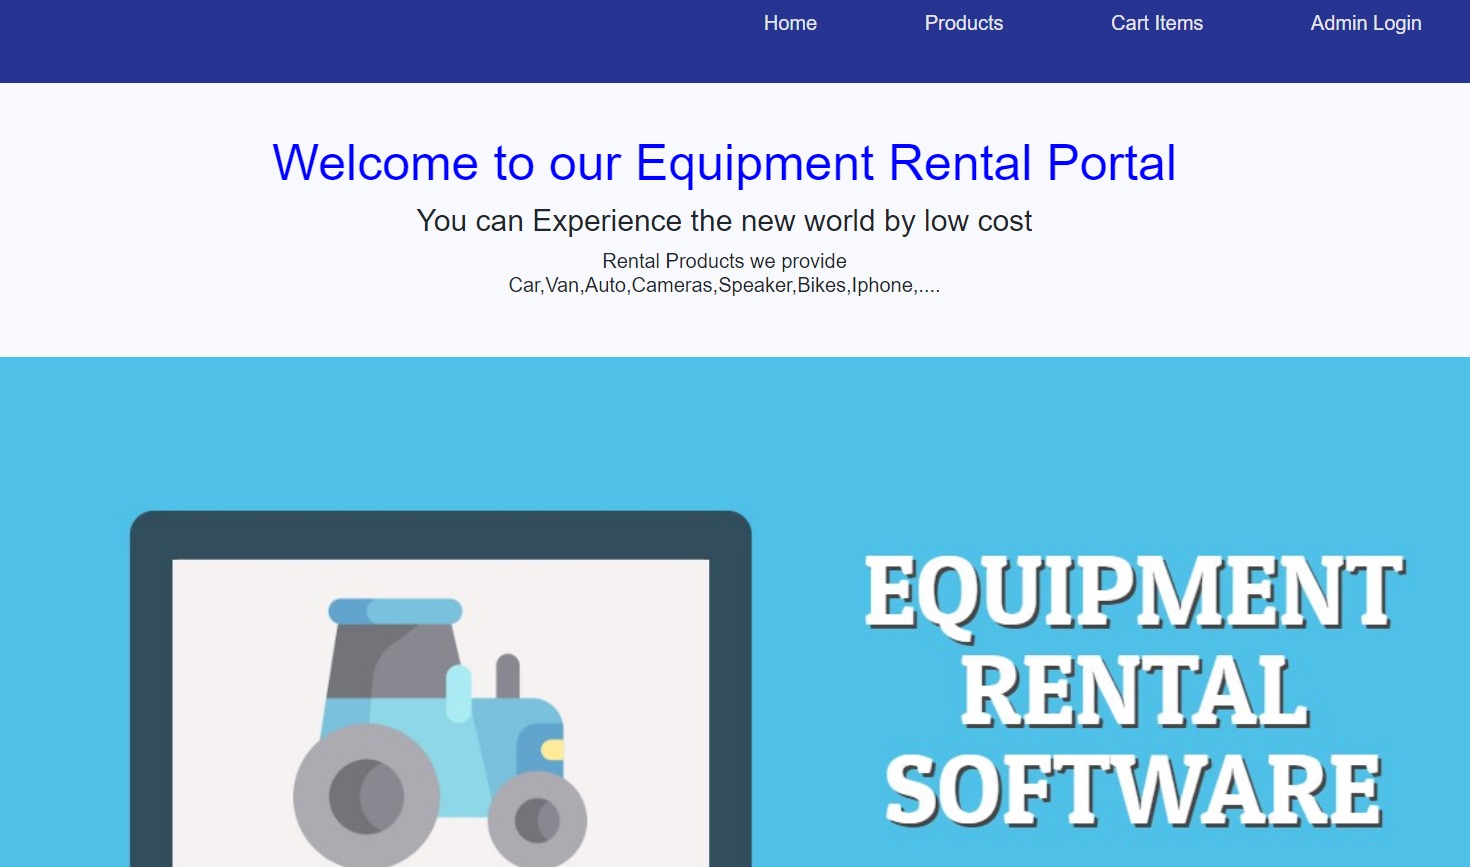 Home Products Cart Items Admin Login
Welcome to our Equipment Rental Portal
You can Experience the new world by low cost
Rental Products we provide
Car,Van,Auto,Cameras,Speaker,Bikes,Iphone,....
EQUIPMENT
RENTAL
SOFTWARE